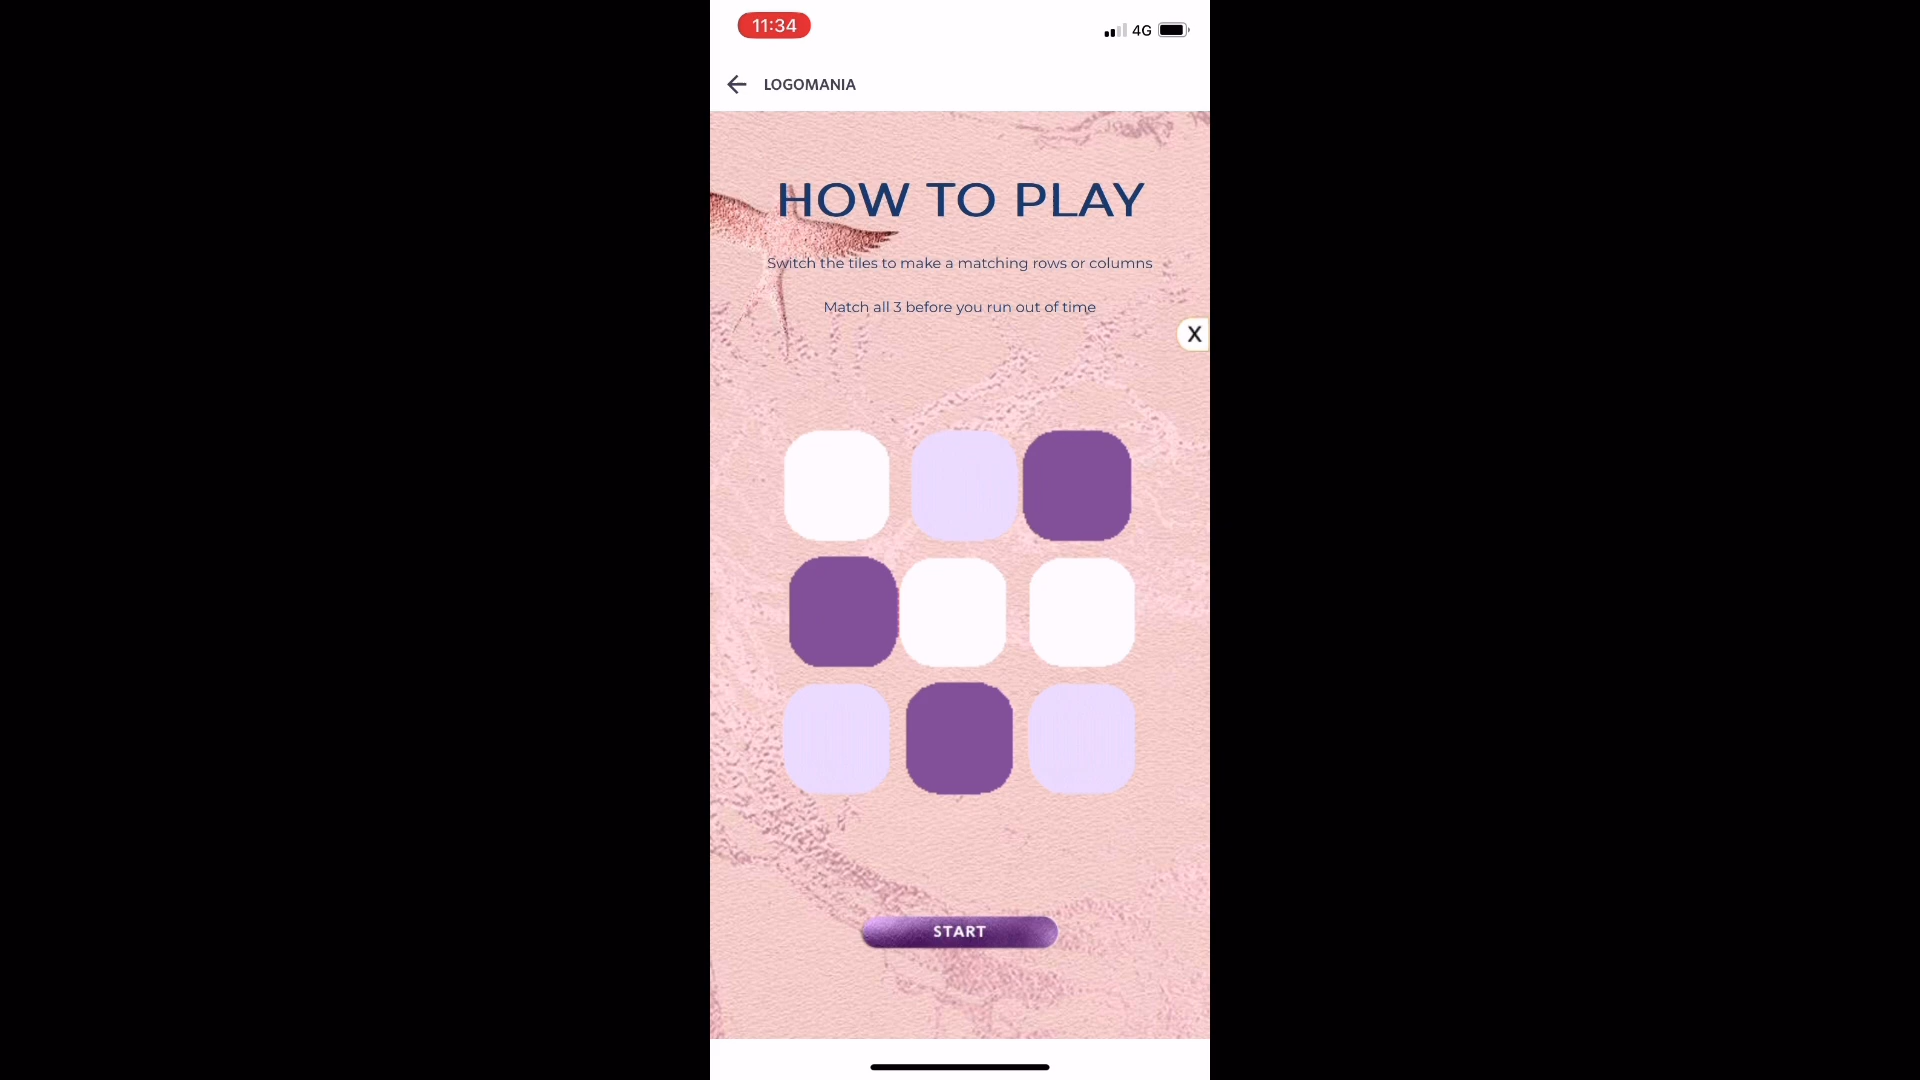 11:34
4G
LOGOMANIA
HOW TO PLAY
Switch the tiles to make a matching rows or columns
Match all 3 before you run out of time
X
START